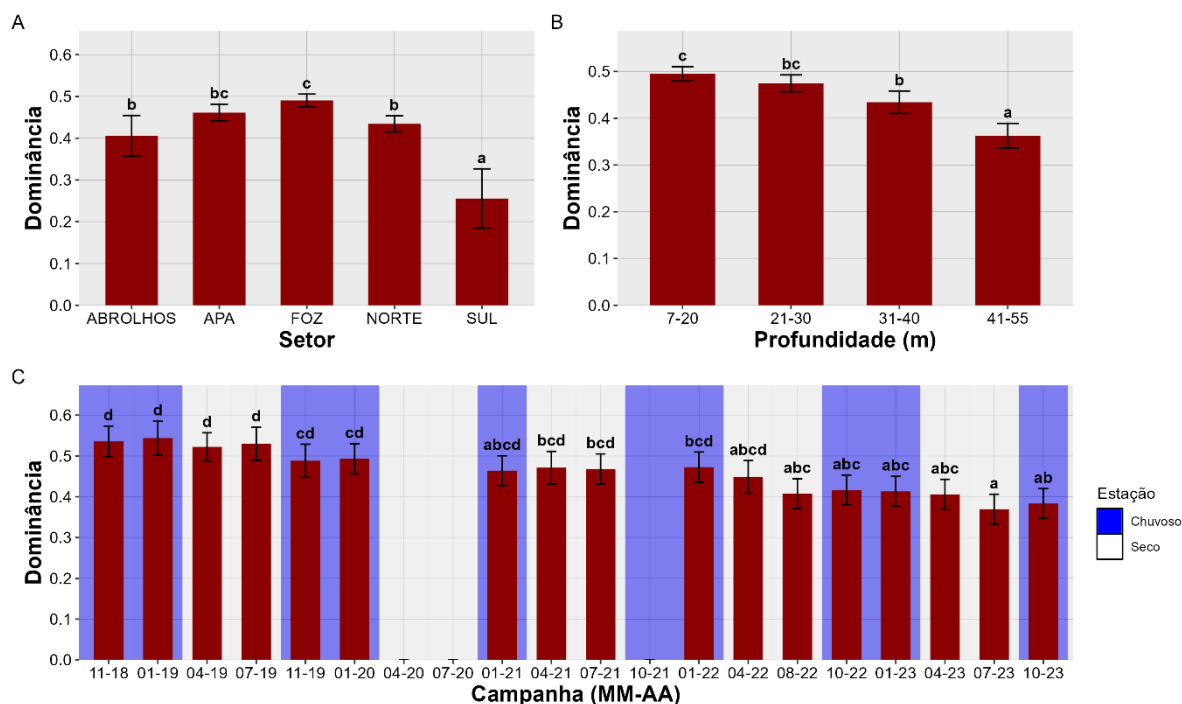 A
Dominância
0.6
0.5
0.4
0.3
0.2
0.1
0.0
b bc c b a
ABROLHOS APA FOZ NORTE SUL
Setor
B
Dominância
0.5
0.4
0.3
0.2
0.1
0.0
c bc b a
7-20 21-30 31-40 41-55
Profundidade (m)
C
Dominância
0.6
0.5
0.4
0.3
0.2
0.1
0.0
d d d d cd cd abcd bcd bcd bcd abcd abc abc abc abc a ab
11-18 01-19 04-19 07-19 11-19 01-20 04-20 07-20 01-21 04-21 07-21 10-21 01-22 04-22 08-22 10-22 01-23 04-23 07-23 10-23
Campanha (MM-AA)
Estação
Chuvoso
Seco